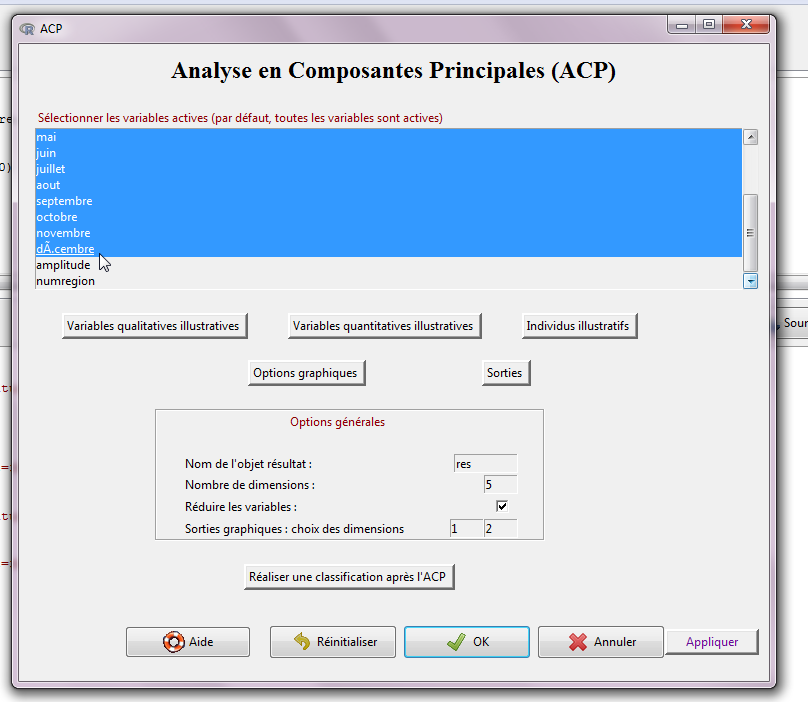 ACP
Analyse en Composantes Principales (ACP)
Sélectionner les variables actives (par défaut, toutes les variables sont actives)
mai
juin
juillet
aout
septembre
octobre
novembre
dÃ.cembre
amplitude
numregion
Variables qualitatives illustratives Variables quantitatives illustratives Individus illustratifs
Options graphiques Sorties
Options générales
Nom de l'objet résultat : res
Nombre de dimensions : 5
Réduire les variables :
Sorties graphiques : choix des dimensions 1 2
Réaliser une classification après l'ACP
Aide Réinitialiser OK Annuler Appliquer